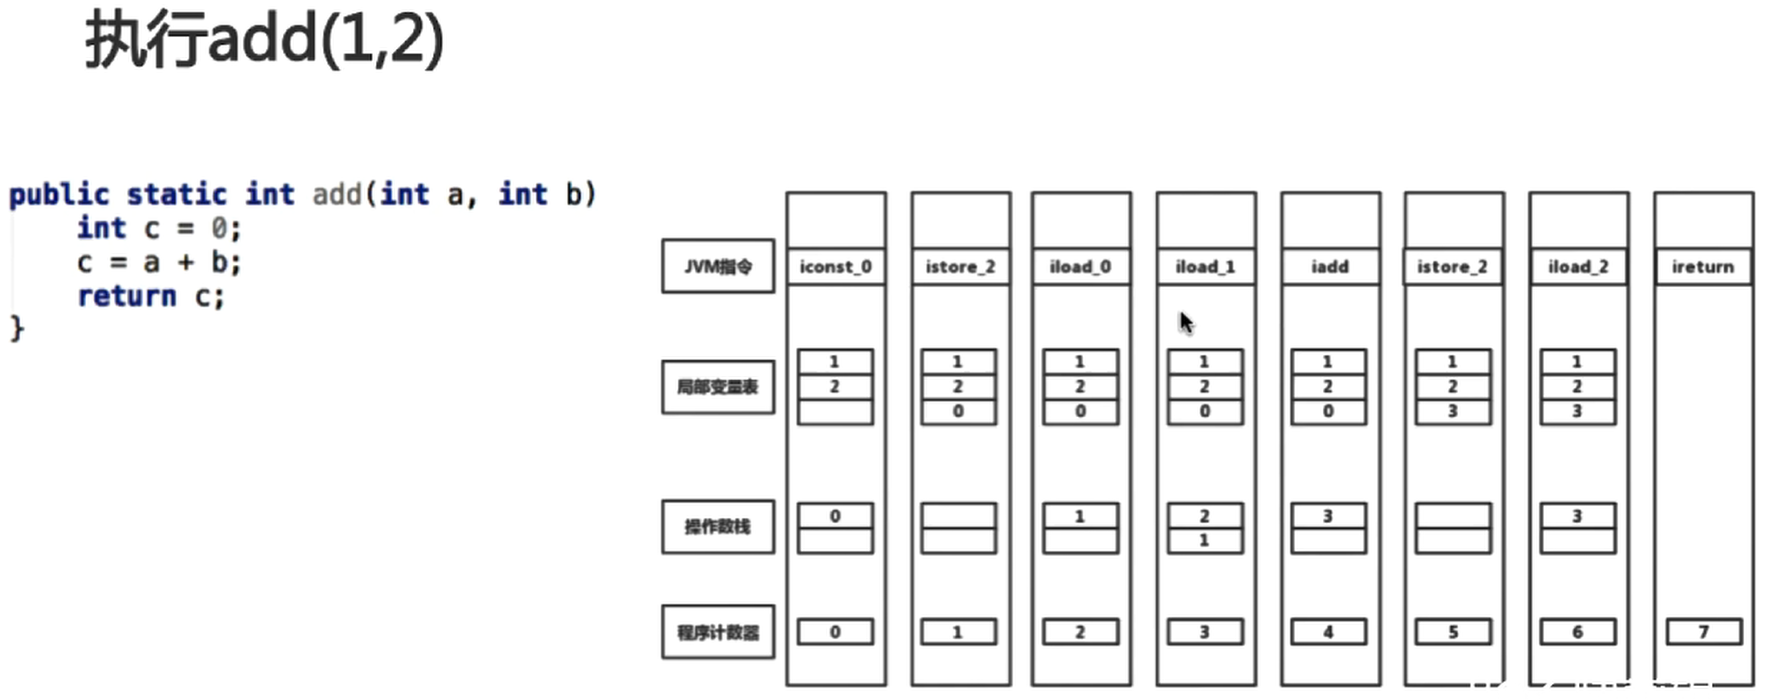 执行add(1,2)
public static int add(int a, int b)
int c = 0;
c = a + b;
return c;
}
JVM指令 iconst_0 istore_2 iload_0 iload_1 iadd istore_2 iload_2 ireturn
1 1 1 1 1 1 1
局部变量表 2 2 2 2 2 2 2
0 0 0 0 3 3
0 1 2 3 3
操作数栈
1
程序计数器 0 1 2 3 4 5 6 7